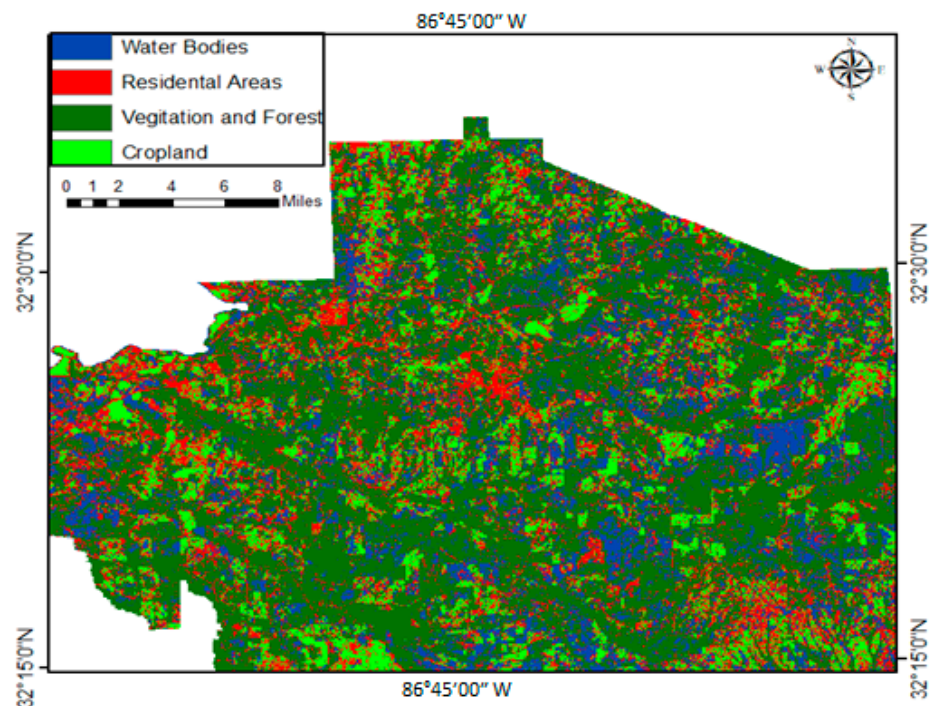 86°45'00" W
Water Bodies
Residental Areas
Vegitation and Forest
Cropland
N
W E
S
0 1 2 4 6 8
Miles
32°30'0"N
32°30'0"N
32°15'0"N
32°15'0"N
86°45'00" W